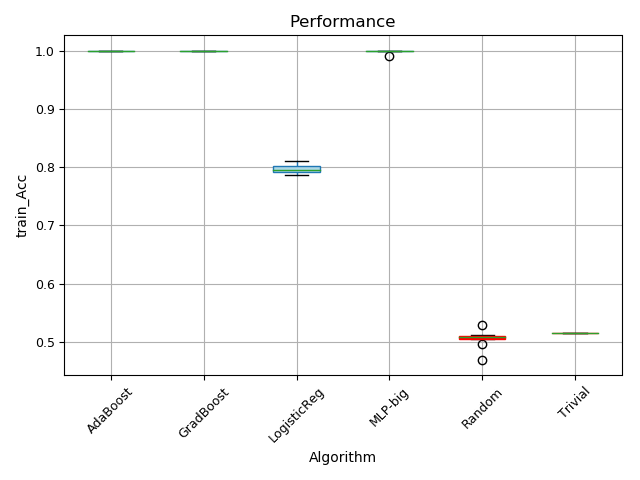 Performance
train_Acc
1.0
0.9
0.8
0.7
0.6
0.5
AdaBoost
GradBoost
LogisticReg
MLP-big
Random
Trivial
Algorithm